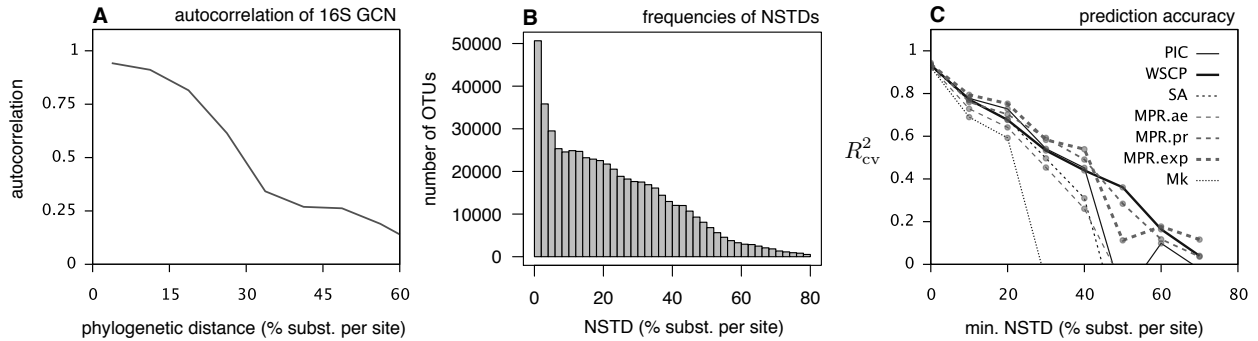 A autocorrelation of 16S GCN
autocorrelation
1
0.75
0.5
0.25
0
0 15 30 45 60
phylogenetic distance (% subst. per site)
B frequencies of NSTDs
number of OTUs
50000
40000
30000
20000
10000
0
0 20 40 60 80
NSTD (% subst. per site)
C prediction accuracy
R²cv
1
0.8
0.6
0.4
0.2
0
PIC
WSCP
SA
MPR.ae
MPR.pr
MPR.exp
Mk
0 20 40 60 80
min. NSTD (% subst. per site)